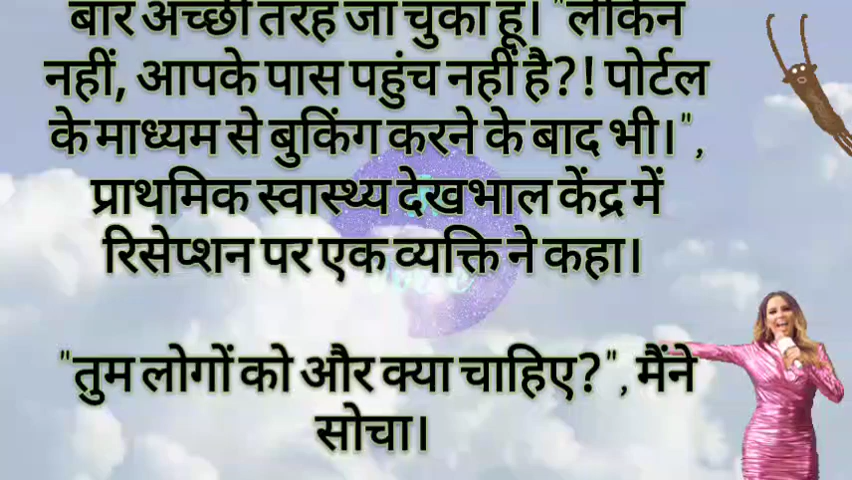 बार अच्छी तरह जा चुका हूं। "लेकिन
नहीं, आपके पास पहुंच नहीं है?! पोर्टल
के माध्यम से बुकिंग करने के बाद भी।",
प्राथमिक स्वास्थ्य देखभाल केंद्र में
रिसेप्शन पर एक व्यक्ति ने कहा।
"तुम लोगों को और क्या चाहिए?", मैंने
सोचा।